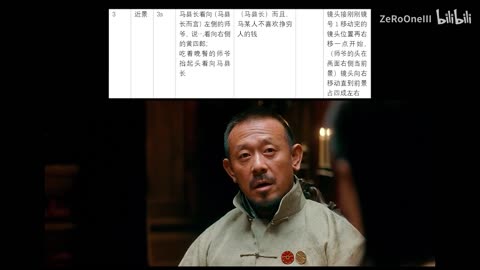 ZeRoOneIII bilibili
3
近景
3s
马县长看向(马县
长而言)左侧的师
爷,说…,看向右侧
的黄四郎;
吃着晚餐的师爷
抬起头看向马县
长
(马县长)而且,
马某人不喜欢挣穷
人的钱
镜头接刚刚镜
号1移动完的
镜头位置再右
移一点开始,
(师爷的头在
画面右侧当前
景)镜头向右
移动直到前景
占四成左右